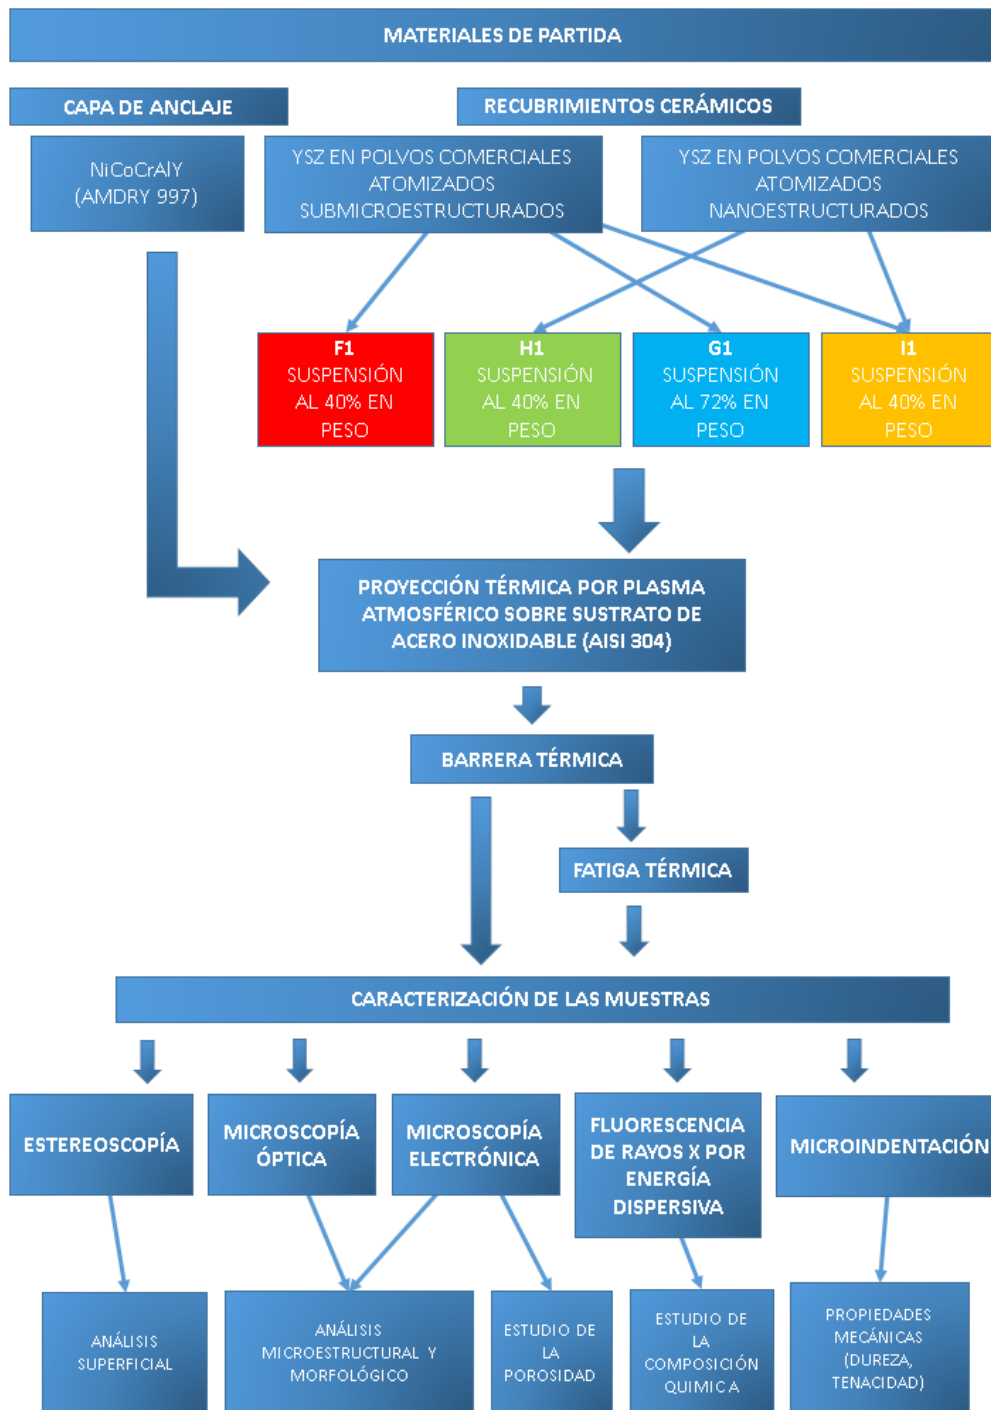 MATERIALES DE PARTIDA
CAPA DE ANCLAJE
RECUBRIMIENTOS CERÁMICOS
NiCoCrAlY
(AMDRY 997)
YSZ EN POLVOS COMERCIALES
ATOMIZADOS
SUBMICROESTRUCTURADOS
YSZ EN POLVOS COMERCIALES
ATOMIZADOS
NANOESTRUCTURADOS
F1
SUSPENSIÓN
AL 40% EN
PESO
H1
SUSPENSIÓN
AL 40% EN
PESO
G1
SUSPENSIÓN
AL 72% EN
PESO
I1
SUSPENSIÓN
AL 40% EN
PESO
PROYECCIÓN TÉRMICA POR PLASMA
ATMOSFÉRICO SOBRE SUSTRATO DE
ACERO INOXIDABLE (AISI 304)
BARRERA TÉRMICA
FATIGA TÉRMICA
CARACTERIZACIÓN DE LAS MUESTRAS
ESTEREOSCOPÍA
MICROSCOPÍA
ÓPTICA
MICROSCOPÍA
ELECTRÓNICA
FLUORESCENCIA
DE RAYOS X POR
ENERGÍA
DISPERSIVA
MICROINDENTACIÓN
ANÁLISIS
SUPERFICIAL
ANÁLISIS
MICROESTRUCTURAL Y
MORFOLÓGICO
ESTUDIO DE
LA
POROSIDAD
ESTUDIO DE
LA
COMPOSICIÓN
QUIMICA
PROPIEDADES
MECÁNICAS
(DUREZA,
TENACIDAD)